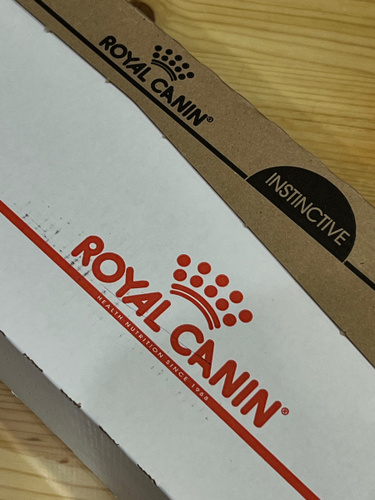 ROYAL CANIN®
INSTINCTIVE
ROYAL CANIN®
HEALTH NUTRITION SINCE 1968